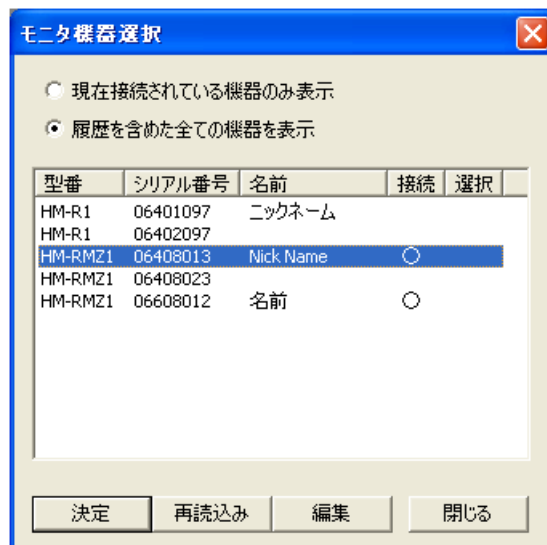 モニタ機器選択
現在接続されている機器のみ表示
履歴を含めた全ての機器を表示
型番 シリアル番号 名前 接続 選択
HM-R1 06401097 ニックネーム
HM-R1 06402097
HM-RMZ1 06408013 Nick Name ○
HM-RMZ1 06408023
HM-RMZ1 06608012 名前 ○
決定 再読込み 編集 閉じる